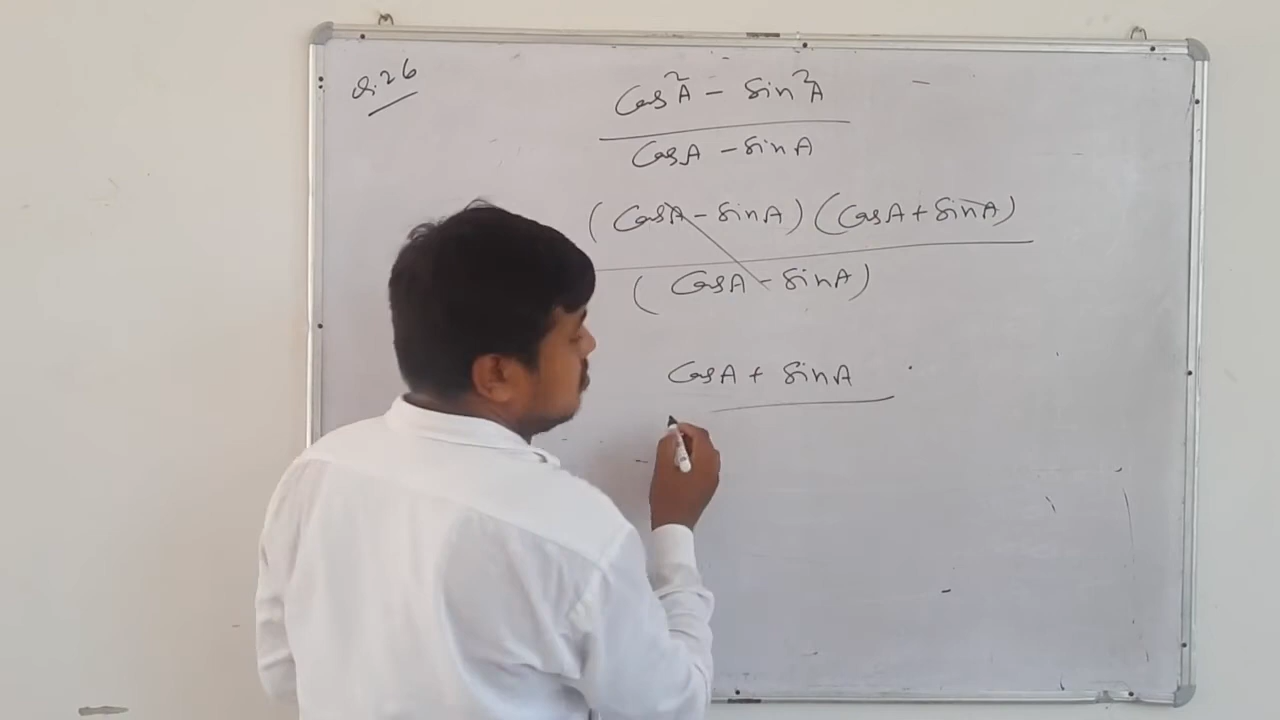 Q.26
Cos²A - Sin²A
CosA - SinA
(CosA - SinA) (CosA + SinA)
(CosA - SinA)
CosA + SinA